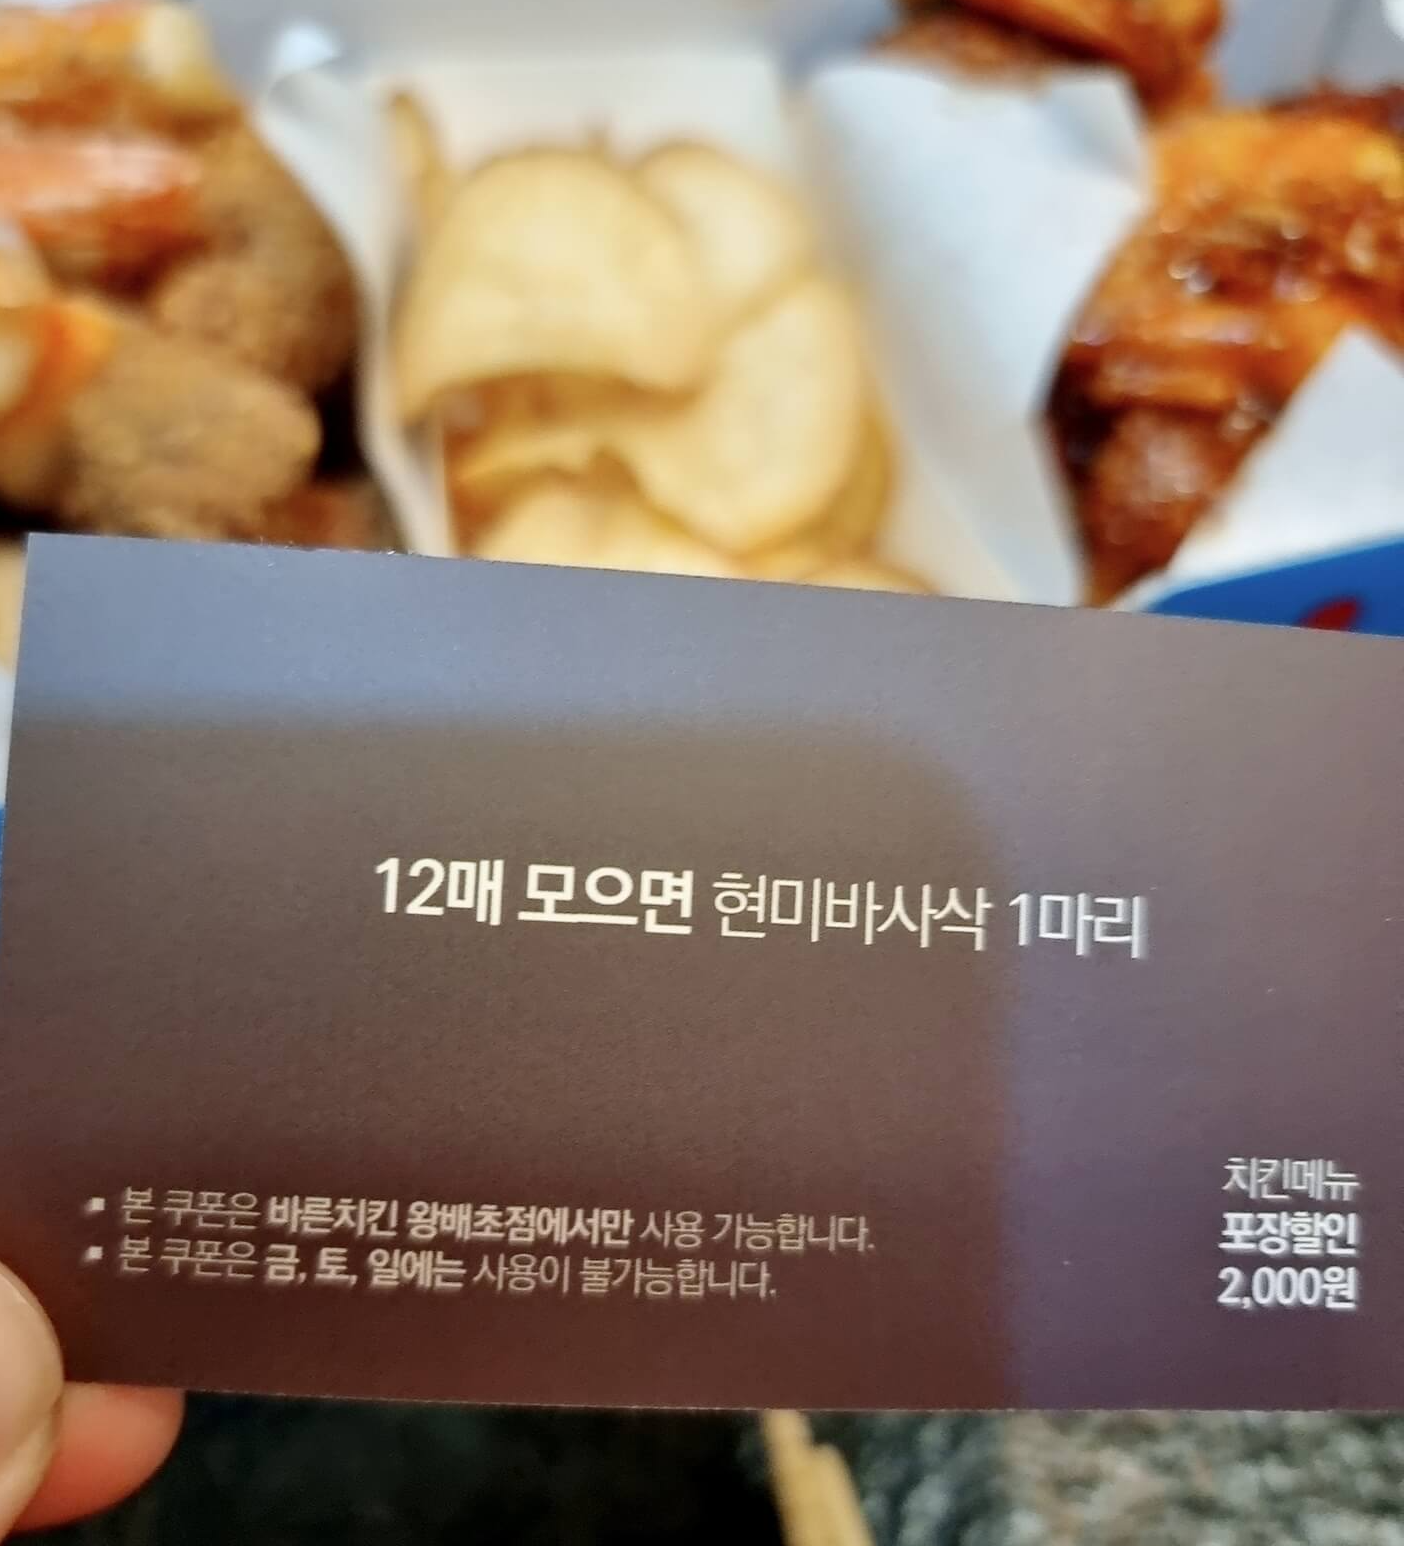 12매 모으면 현미바사삭 1마리
본 쿠폰은 바른치킨 왕배초점에서만 사용 가능합니다.
본 쿠폰은 금, 토, 일에는 사용이 불가능합니다.
치킨메뉴
포장할인
2,000원